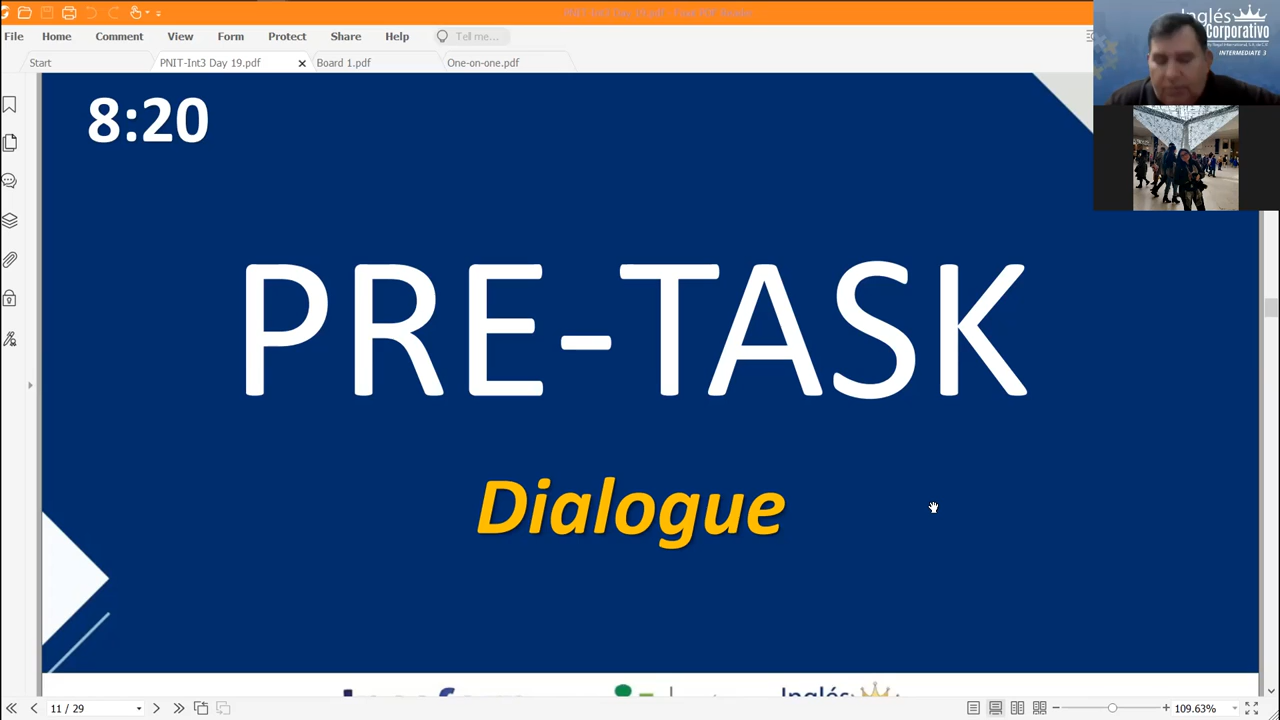 File Home Comment View Form Protect Share Help Tell me...
Start PNIT-Int3 Day 19.pdf Board 1.pdf One-on-one.pdf
Inglés
Corporativo
INTERMEDIATE 3
8:20
PRE-TASK
Dialogue
Inglés
11 / 29
109.63%